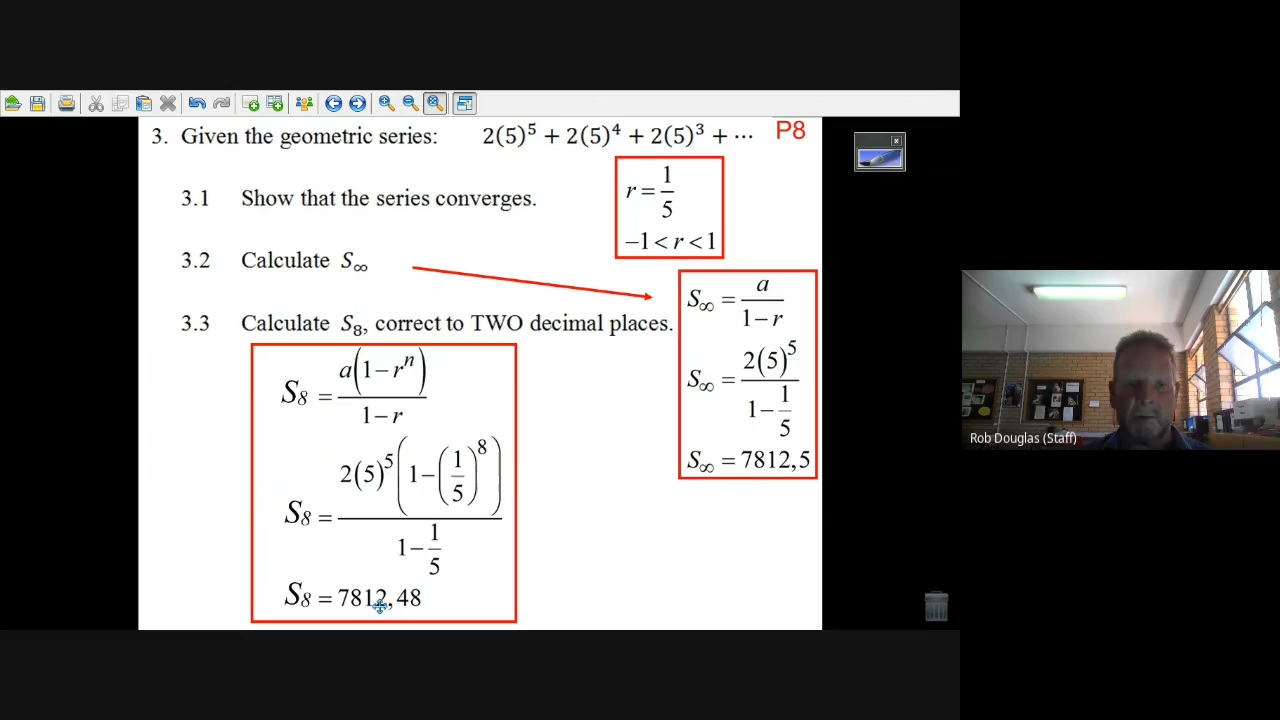 3. Given the geometric series: 2(5)⁵ + 2(5)⁴ + 2(5)³ + ⋯ P8
3.1 Show that the series converges.
r = 1/5
−1 < r < 1
3.2 Calculate S∞
S∞ = a/(1−r)
S∞ = 2(5)⁵/(1−1/5)
S∞ = 7812,5
3.3 Calculate S₈, correct to TWO decimal places.
S₈ = a(1−rⁿ)/(1−r)
S₈ = 2(5)⁵(1−(1/5)⁸)/(1−1/5)
S₈ = 7812,48
Rob Douglas (Staff)